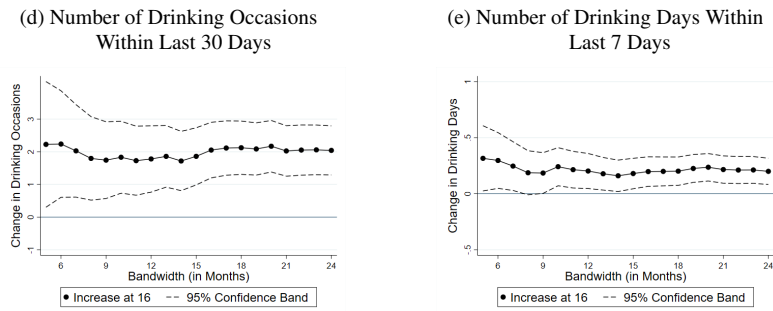 (d) Number of Drinking Occasions
Within Last 30 Days
Change in Drinking Occasions
3
2
1
0
-1
6 9 12 15 18 21 24
Bandwidth (in Months)
Increase at 16 95% Confidence Band
(e) Number of Drinking Days Within
Last 7 Days
Change in Drinking Days
1
.5
0
-.5
6 9 12 15 18 21 24
Bandwidth (in Months)
Increase at 16 95% Confidence Band